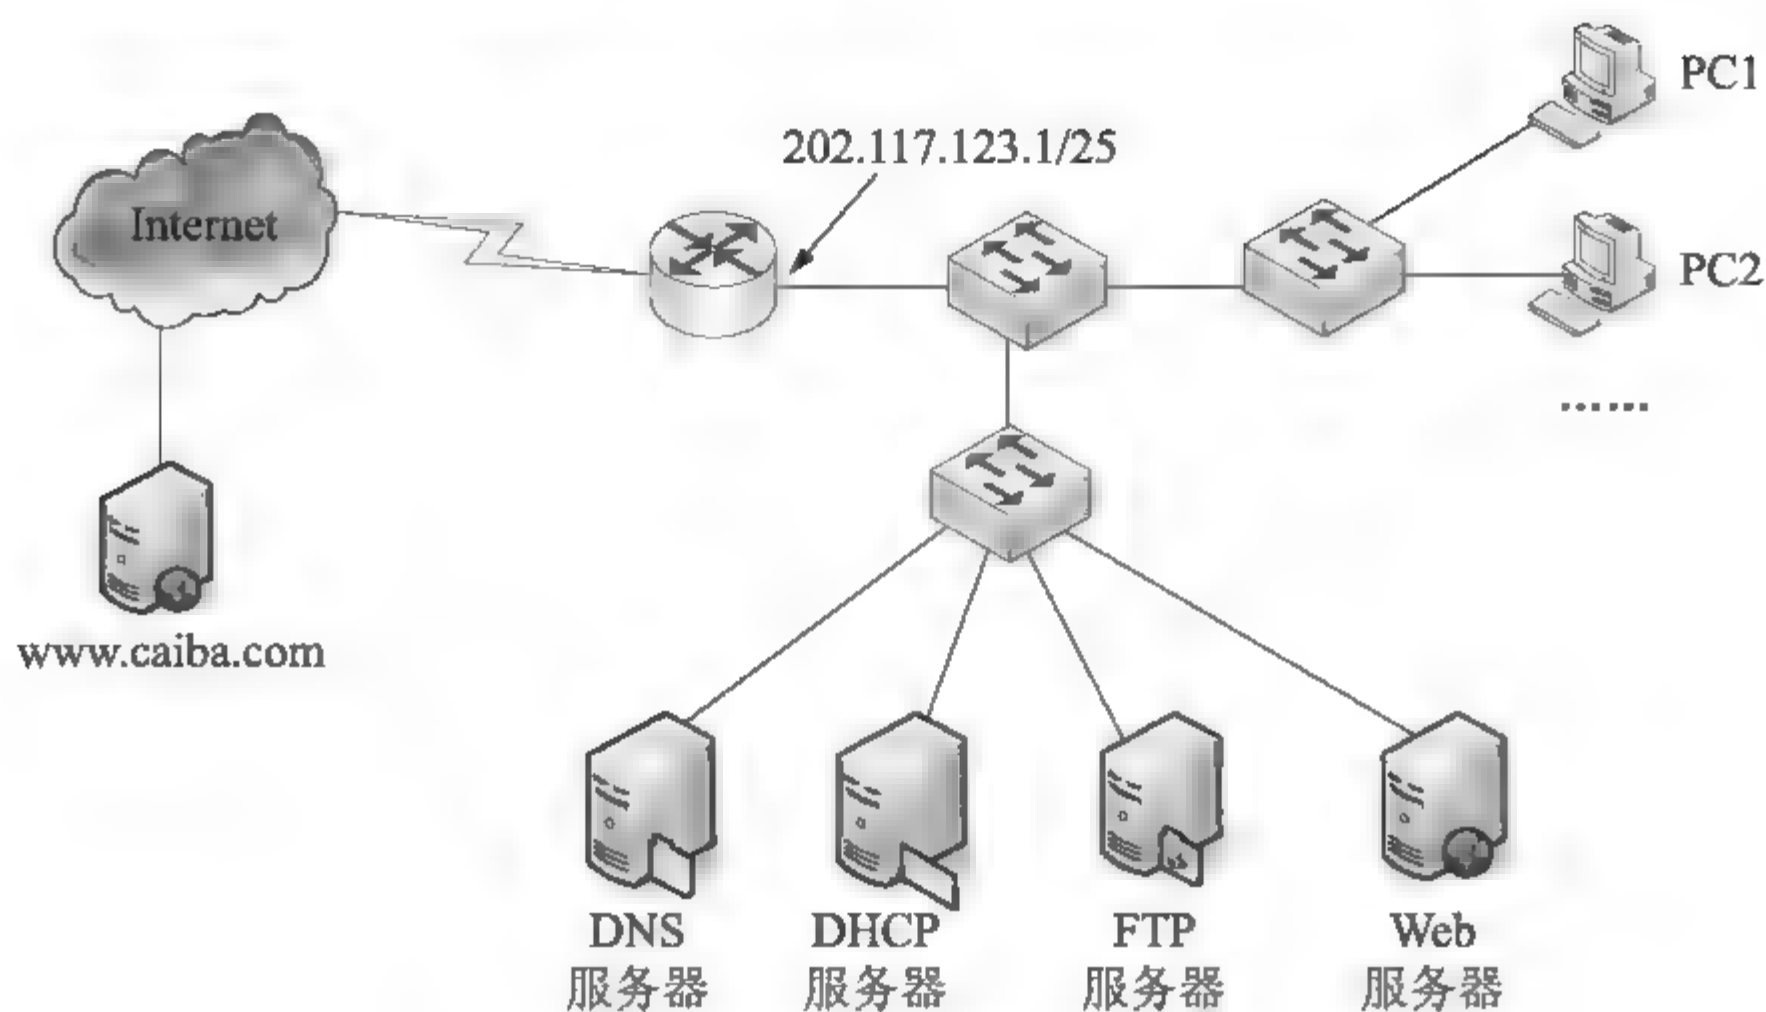 PC1
202.117.123.1/25
Internet
PC2
……
www.caiba.com
DNS
服务器
DHCP
服务器
FTP
服务器
Web
服务器